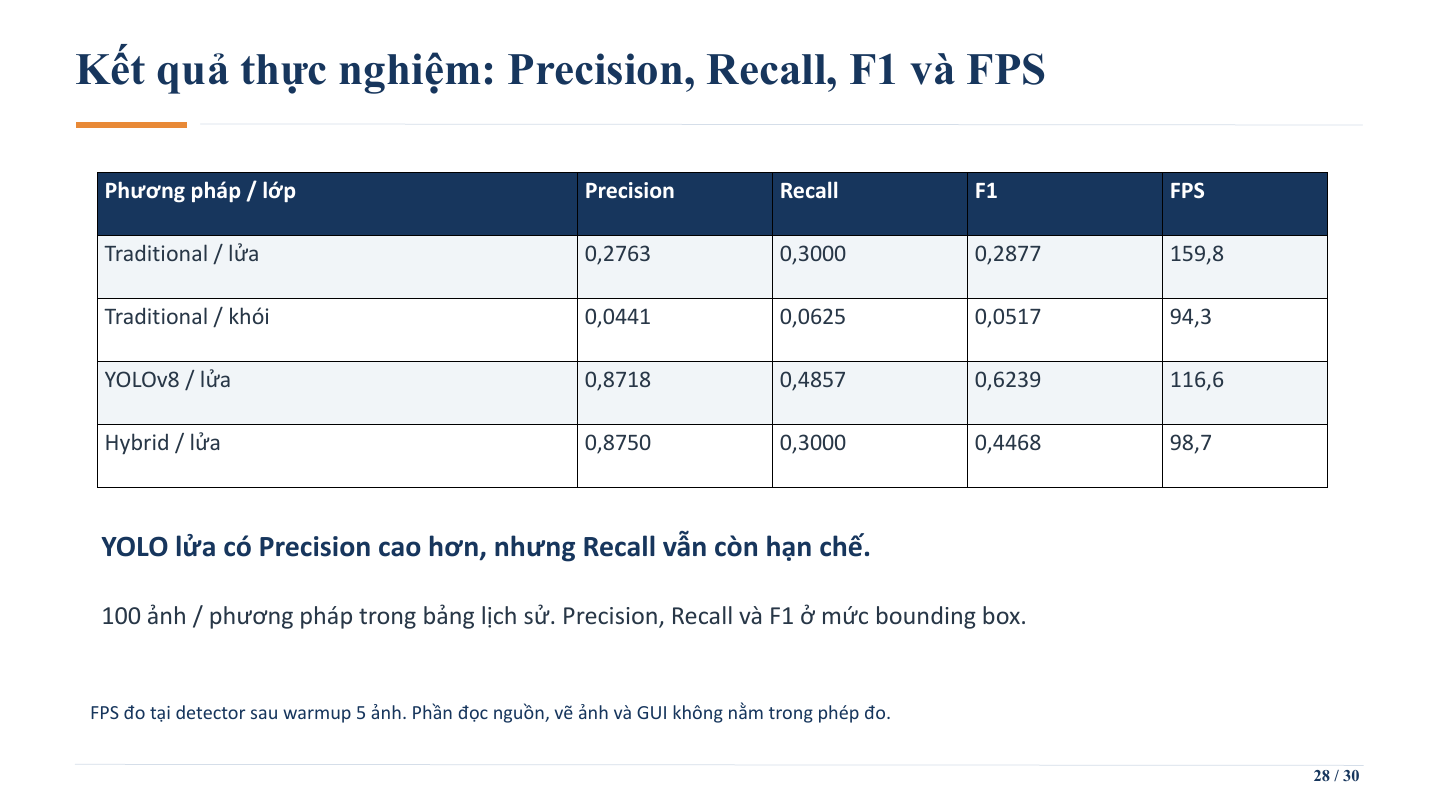 Kết quả thực nghiệm: Precision, Recall, F1 và FPS
Phương pháp / lớp Precision Recall F1 FPS
Traditional / lửa 0,2763 0,3000 0,2877 159,8
Traditional / khói 0,0441 0,0625 0,0517 94,3
YOLOv8 / lửa 0,8718 0,4857 0,6239 116,6
Hybrid / lửa 0,8750 0,3000 0,4468 98,7
YOLO lửa có Precision cao hơn, nhưng Recall vẫn còn hạn chế.
100 ảnh / phương pháp trong bảng lịch sử. Precision, Recall và F1 ở mức bounding box.
FPS đo tại detector sau warmup 5 ảnh. Phần đọc nguồn, vẽ ảnh và GUI không nằm trong phép đo.
28 / 30